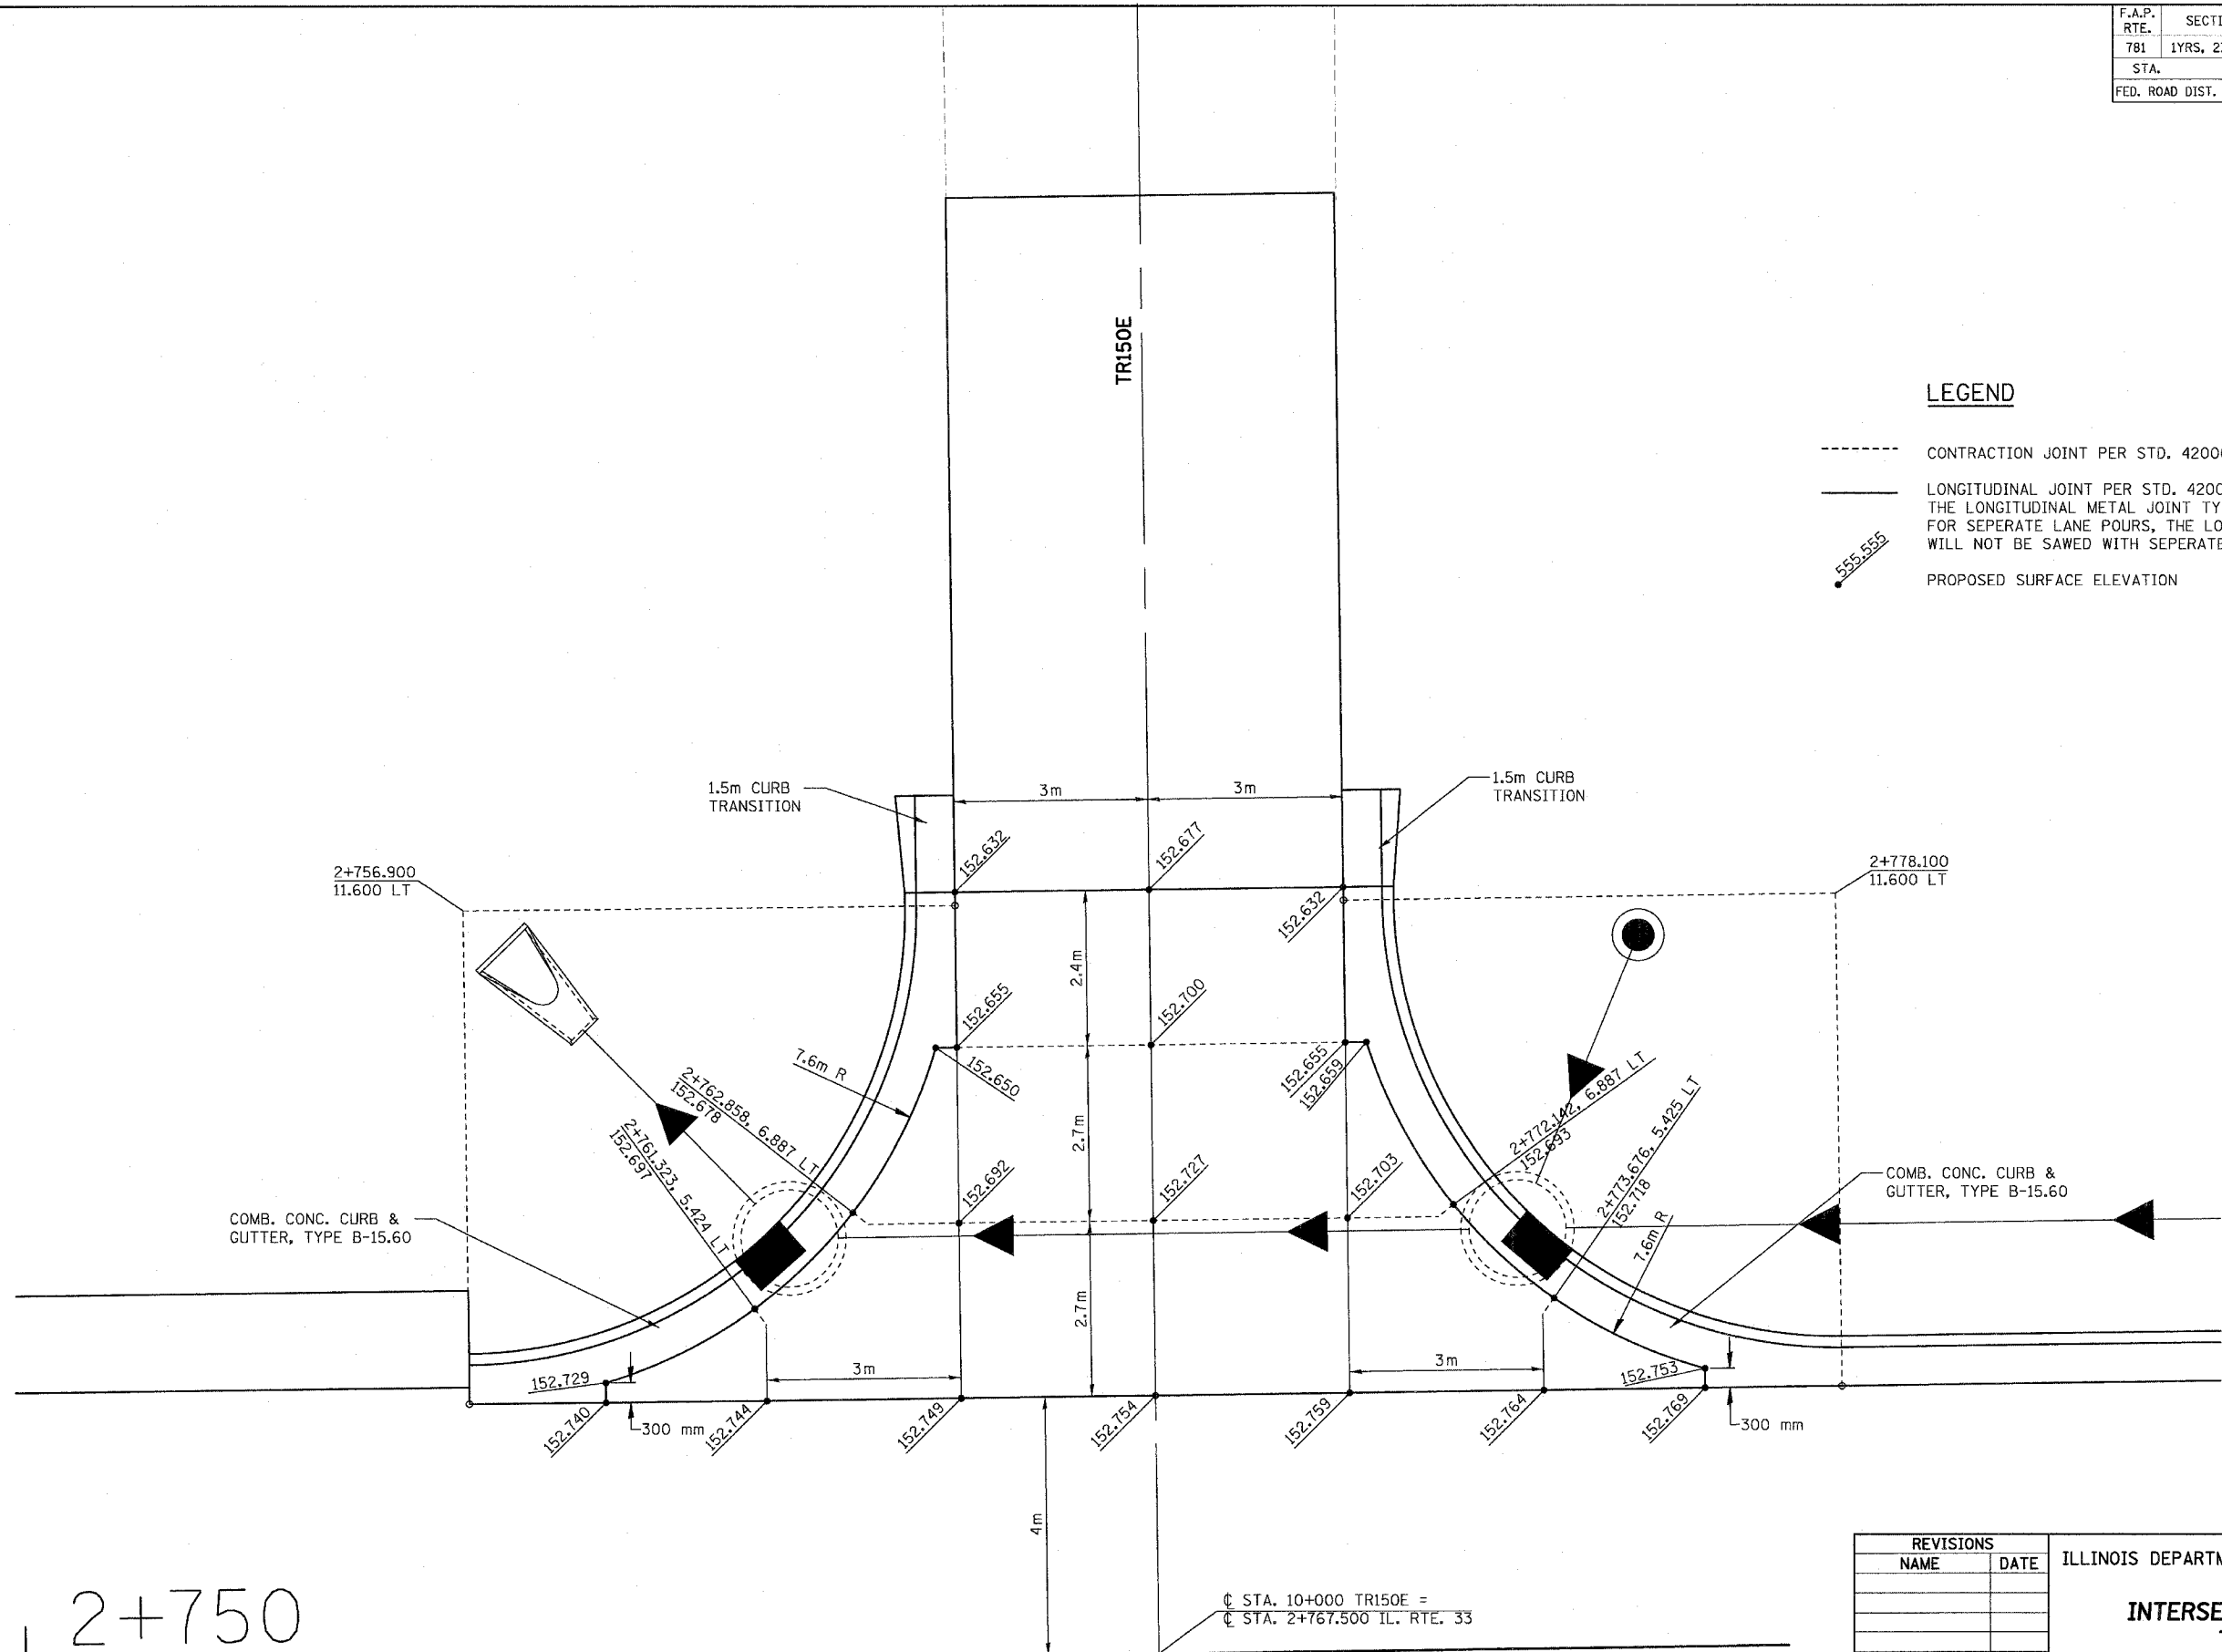 F.A.P.
RTE.
781
1YRS,
STA.
FED. ROAD DIST.
TR150E
LEGEND
CONTRACTION JOINT PER STD.
LONGITUDINAL JOINT PER STD.
THE LONGITUDINAL METAL JOINT
FOR SEPERATE LANE POURS, THE
WILL NOT BE SAWED WITH
555.555
PROPOSED SURFACE ELEVATION
1.5m CURB
TRANSITION
3m
3m
1.5m CURB
TRANSITION
152.632
152.677
152.632
2+756.900
11.600 LT
2+778.100
11.600 LT
2.4m
152.655
152.700
152.655
152.659
7.6m R
152.650
2+762.858, 6.887 LT
152.678
2+761.323, 5.424 LT
152.697
2+772.142, 6.887 LT
152.693
2+773.676, 5.425 LT
152.718
7.6m R
2.7m
152.692
152.727
152.703
COMB. CONC. CURB &
GUTTER, TYPE B-15.60
COMB. CONC. CURB &
GUTTER, TYPE B-15.60
2.7m
3m
3m
152.729
152.753
300 mm
300 mm
152.740
152.744
152.749
152.754
152.759
152.764
152.769
4m
2+750
℄ STA. 10+000 TR150E =
℄ STA. 2+767.500 IL. RTE. 33
REVISIONS
NAME
DATE
ILLINOIS